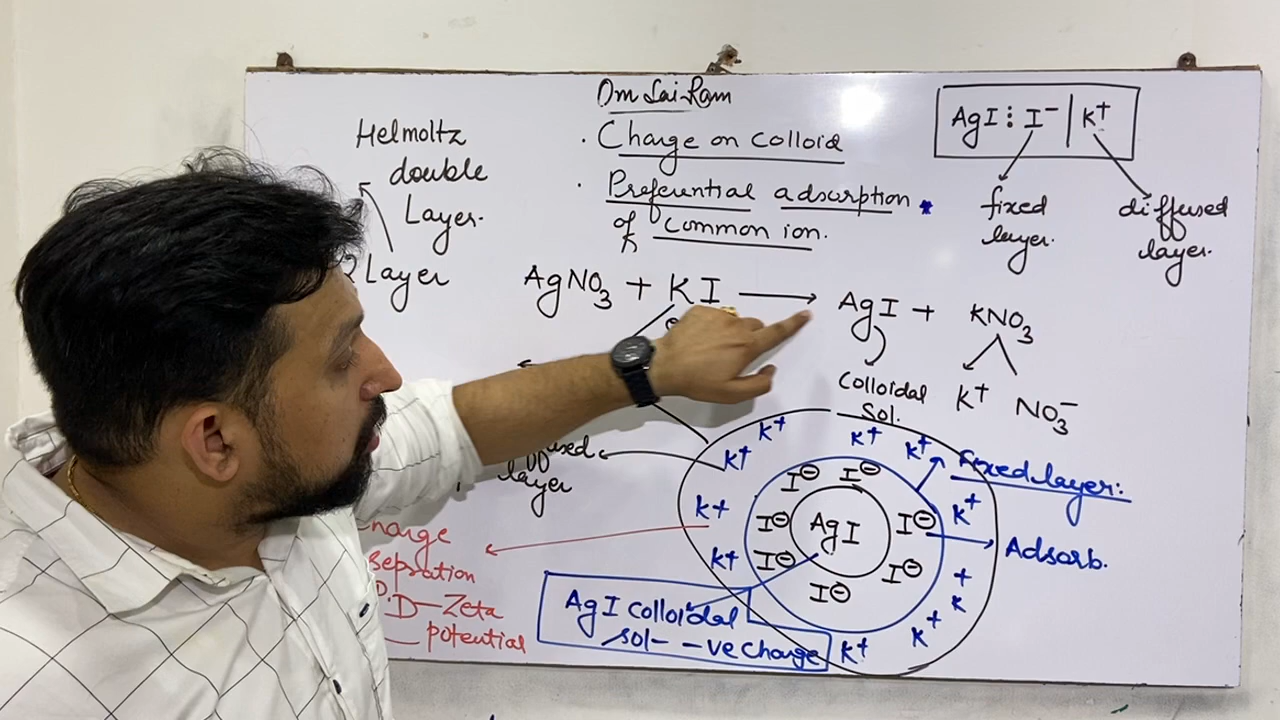 Om Sai Ram
Helmoltz
double
Layer.
Layer
· Charge on Colloid
· Preferential adsorption
of Common ion.
AgI : I⁻ | K⁺
fixed
layer.
diffused
layer.
AgNO₃ + KI ⟶ AgI + KNO₃
Colloidal
Sol.
K⁺ NO₃⁻
layer
K⁺ K⁺ K⁺
K⁺
K⁺ K⁺
K⁺ K⁺
K⁺ K⁺
K⁺
I⊖ I⊖
I⊖ I⊖
I⊖ I⊖
I⊖
AgI
Fixed layer:
Adsorb.
AgI colloidal
sol- -ve charge
Sepration
P.D - Zeta
potential